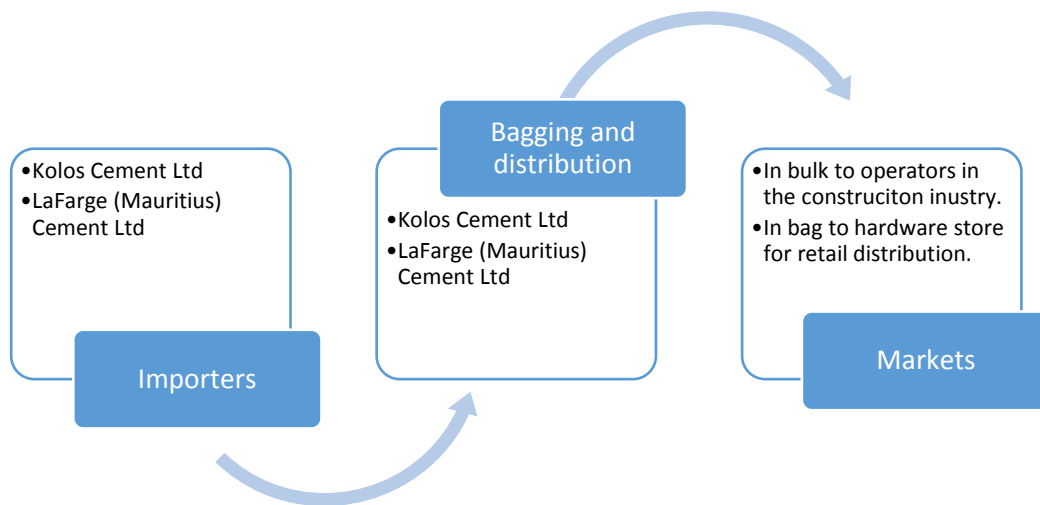 •Kolos Cement Ltd
•LaFarge (Mauritius)
Cement Ltd
Importers
Bagging and
distribution
•Kolos Cement Ltd
•LaFarge (Mauritius)
Cement Ltd
•In bulk to operators in
the construciton inustry.
•In bag to hardware store
for retail distribution.
Markets